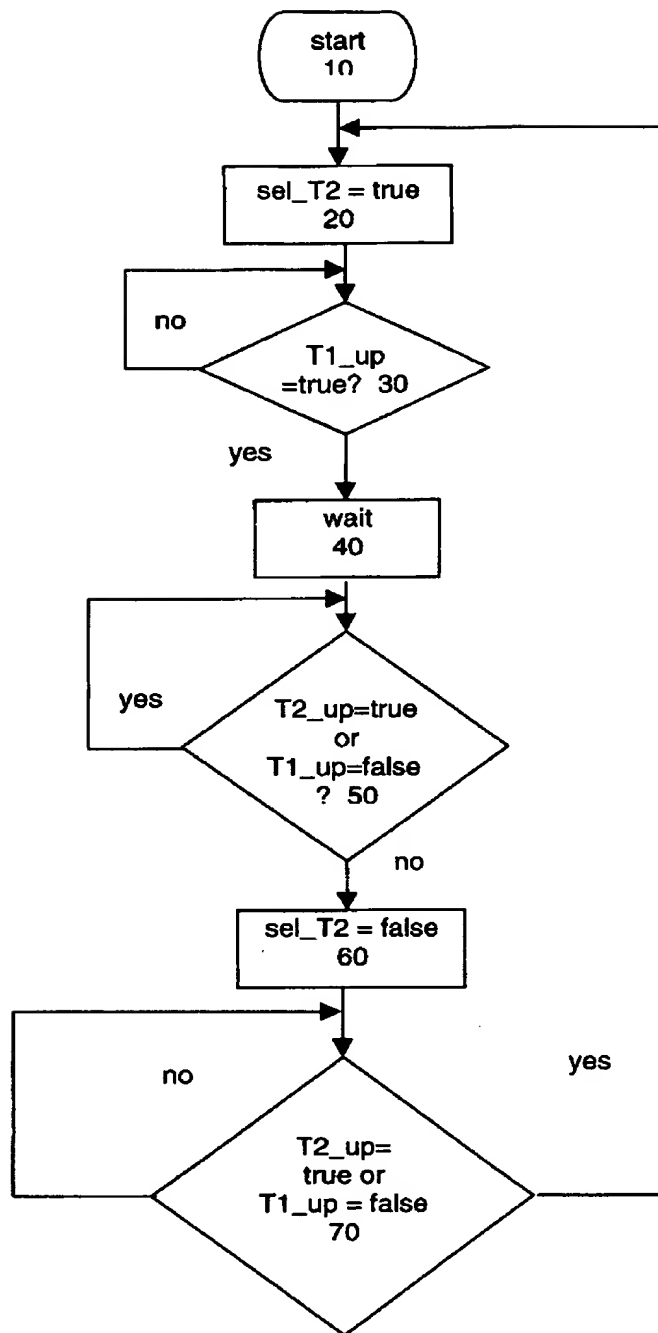 start
10
sel_T2 = true
20
no
T1_up
=true? 30
yes
wait
40
yes
T2_up=true
or
T1_up=false
? 50
no
sel_T2 = false
60
no
yes
T2_up=
true or
T1_up = false
70